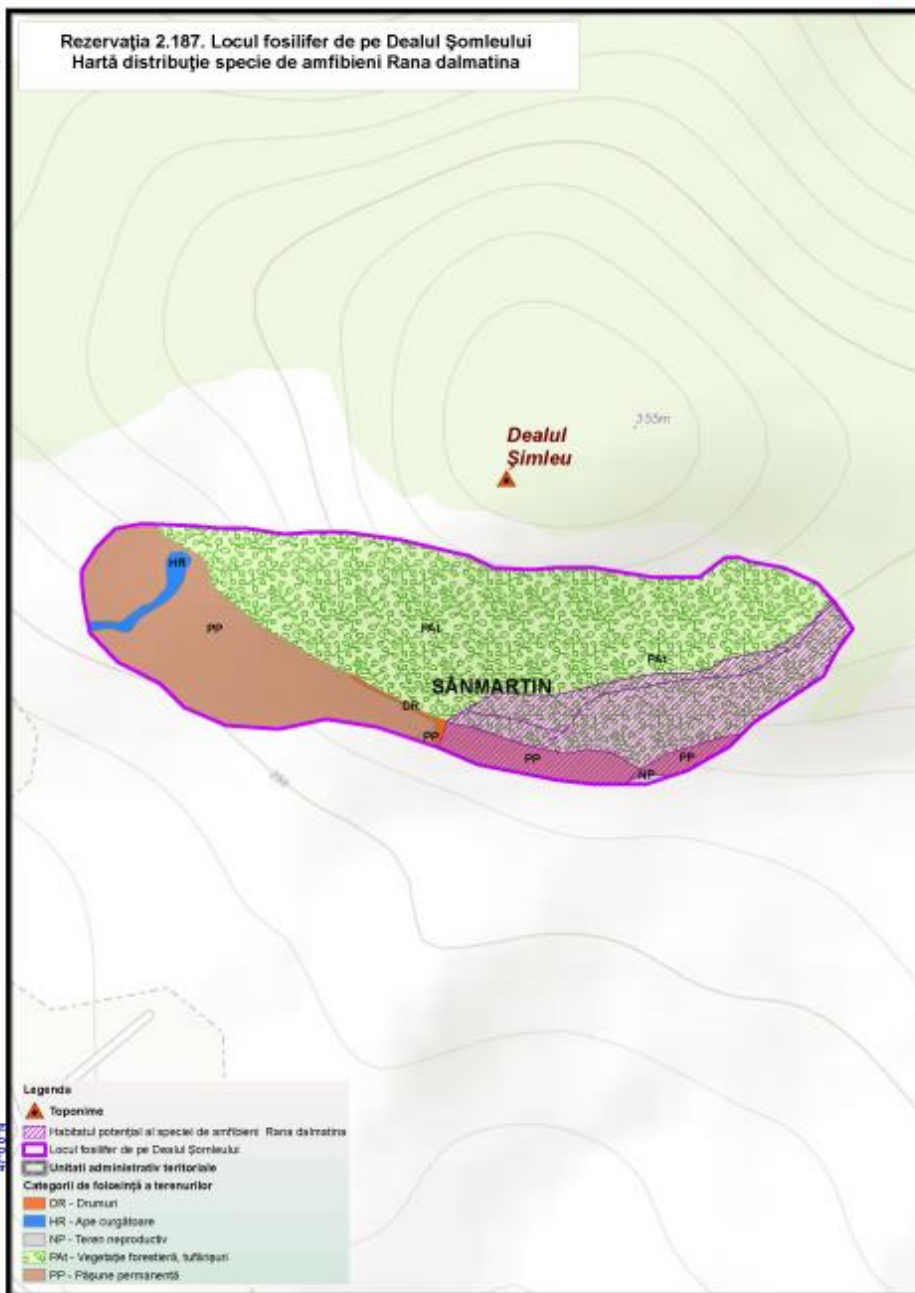 Rezervaţia 2.187. Locul fosilifer de pe Dealul Şomleului
Hartă distribuţie specie de amfibieni Rana dalmatina
355m
Dealul
Şimleu
HR
PP
PAt
PAt
SÂNMARTIN
DR
PP
PP
PP
NP
Legenda
Toponime
Habitatul potenţial al speciei de amfibieni Rana dalmatina
Locul fosilifer de pe Dealul Şomleului
Unitati administrativ teritoriale
Categorii de folosinţă a terenurilor
DR - Drumuri
HR - Ape curgătoare
NP - Teren neproductiv
PAt - Vegetaţie forestieră, tufărişuri
PP - Păşune permanentă